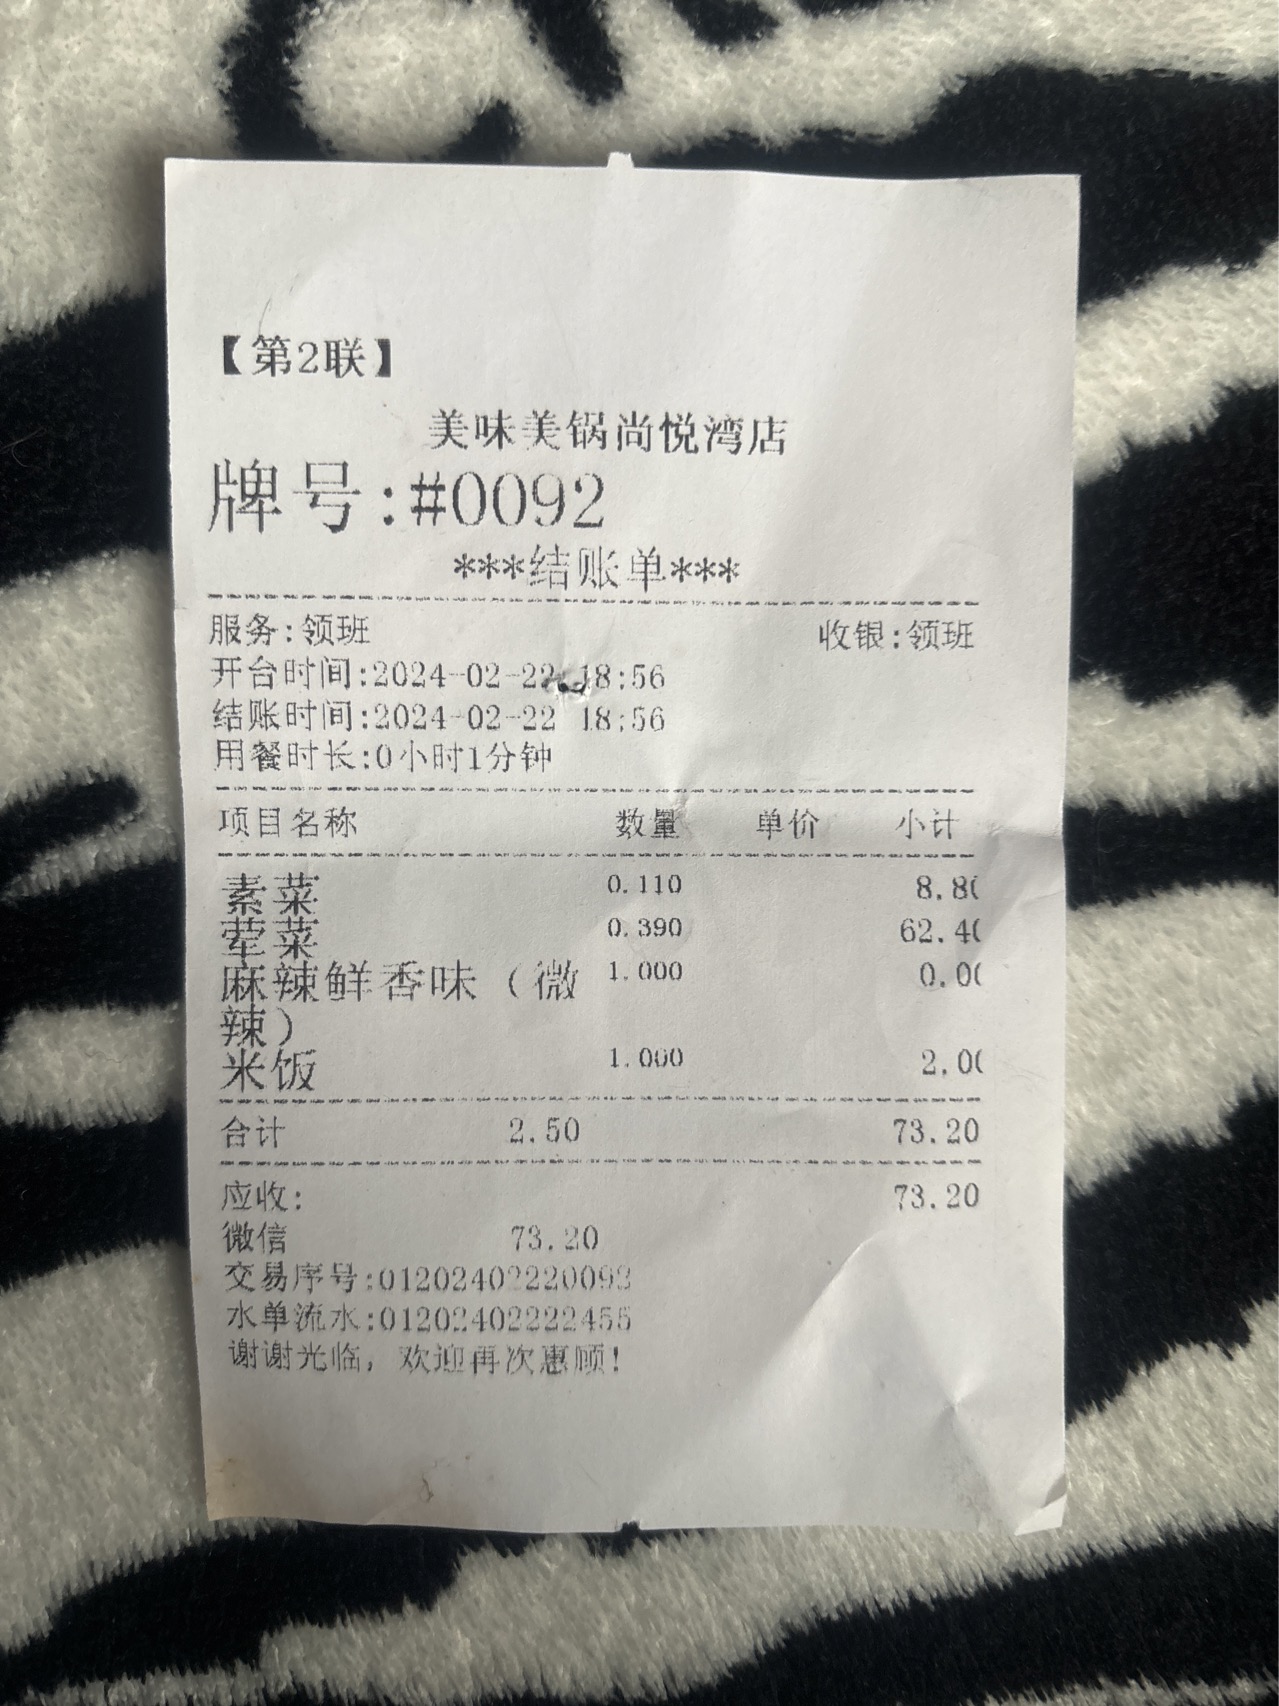 【第2联】
美味美锅尚悦湾店
牌号:#0092
***结账单***
服务:领班 收银:领班
开台时间:2024-02-22 18:56
结账时间:2024-02-22 18:56
用餐时长:0小时1分钟
项目名称 数量 单价 小计
素菜 0.110 8.80
荤菜 0.390 62.40
麻辣鲜香味（微 1.000 0.00
辣）
米饭 1.000 2.00
合计 2.50 73.20
应收: 73.20
微信 73.20
交易序号:01202402220092
水单流水:01202402222455
谢谢光临，欢迎再次惠顾!